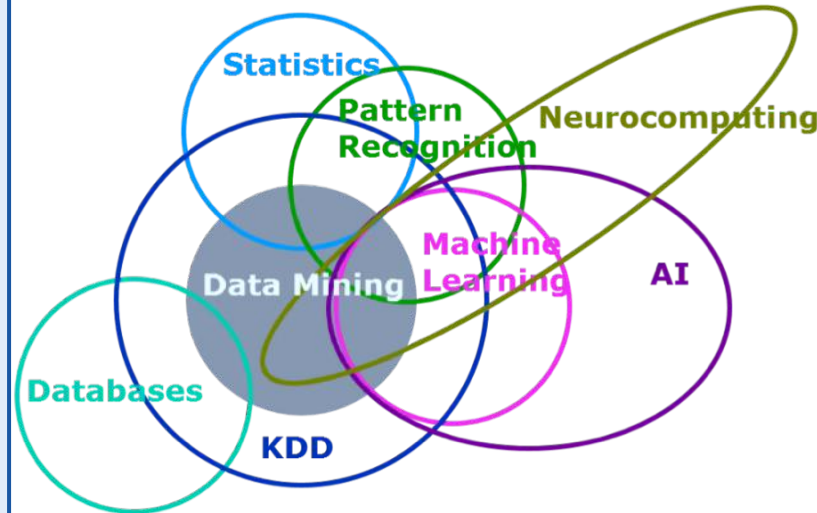 Statistics
Pattern
Recognition
Neurocomputing
Machine
Learning
AI
Data Mining
Databases
KDD